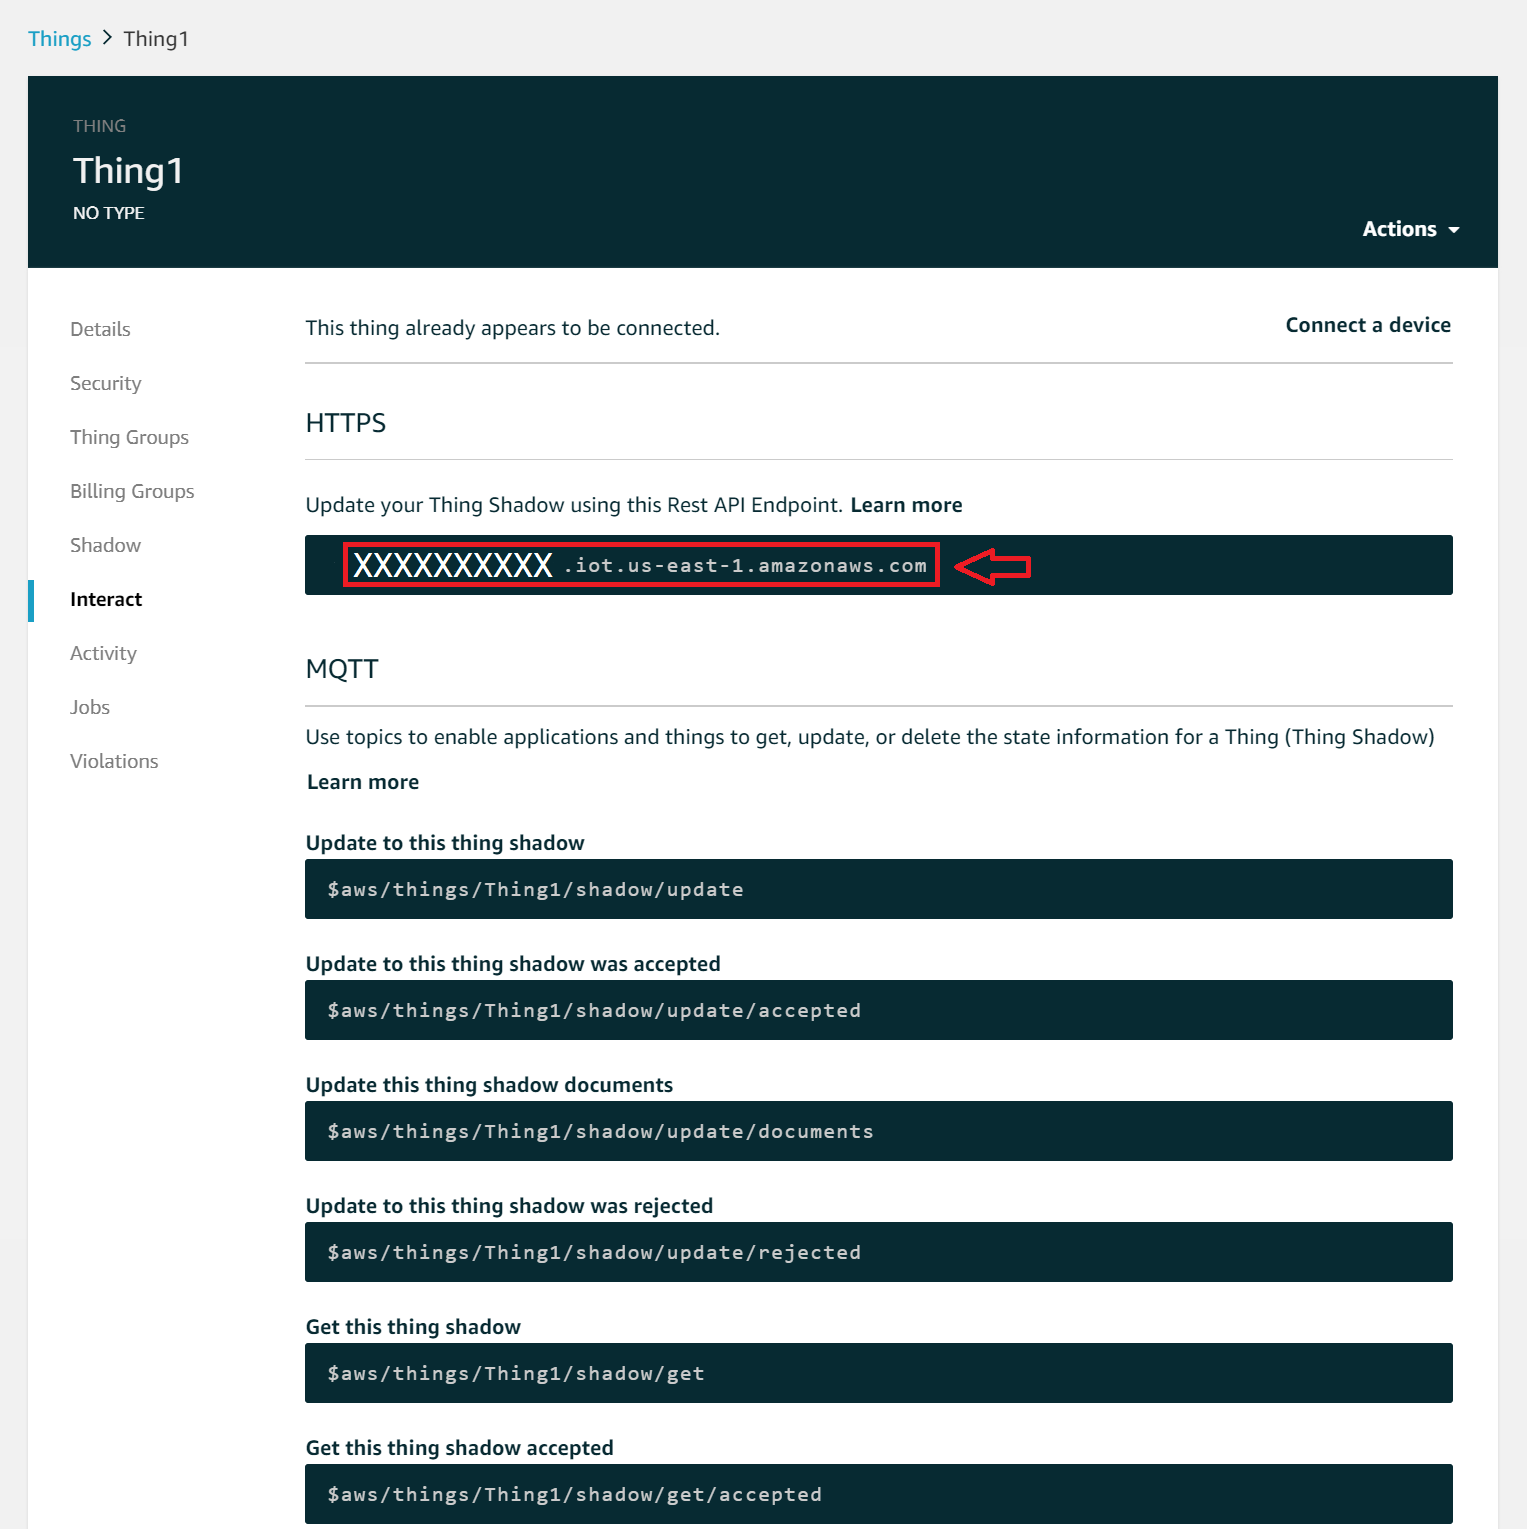 Things > Thing1
THING
Thing1
NO TYPE
Actions
Details
Security
Thing Groups
Billing Groups
Shadow
Interact
Activity
Jobs
Violations
This thing already appears to be connected.
Connect a device
HTTPS
Update your Thing Shadow using this Rest API Endpoint. Learn more
XXXXXXXXXX .iot.us-east-1.amazonaws.com
MQTT
Use topics to enable applications and things to get, update, or delete the state information for a Thing (Thing Shadow)
Learn more
Update to this thing shadow
$aws/things/Thing1/shadow/update
Update to this thing shadow was accepted
$aws/things/Thing1/shadow/update/accepted
Update this thing shadow documents
$aws/things/Thing1/shadow/update/documents
Update to this thing shadow was rejected
$aws/things/Thing1/shadow/update/rejected
Get this thing shadow
$aws/things/Thing1/shadow/get
Get this thing shadow accepted
$aws/things/Thing1/shadow/get/accepted